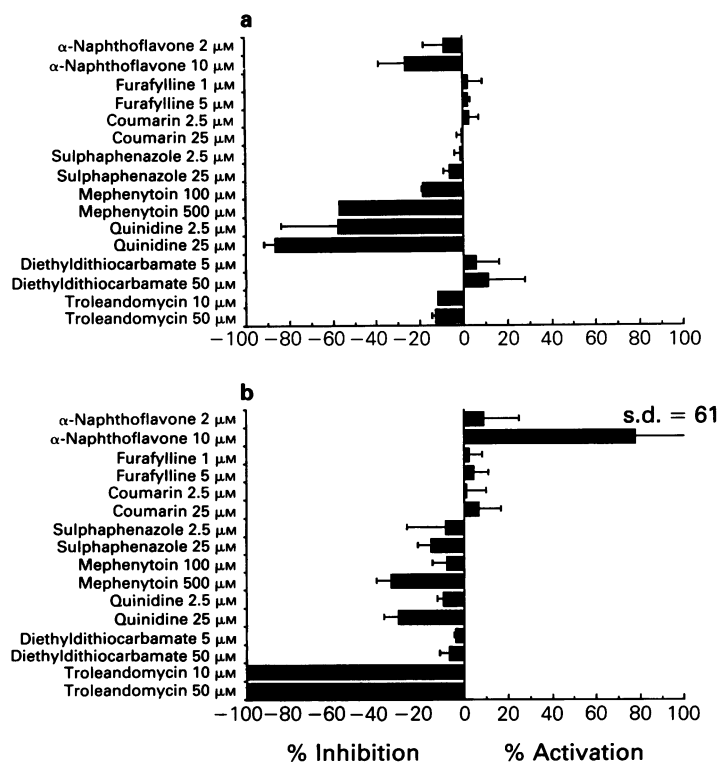 a
α-Naphthoflavone 2 μM
α-Naphthoflavone 10 μM
Furafylline 1 μM
Furafylline 5 μM
Coumarin 2.5 μM
Coumarin 25 μM
Sulphaphenazole 2.5 μM
Sulphaphenazole 25 μM
Mephenytoin 100 μM
Mephenytoin 500 μM
Quinidine 2.5 μM
Quinidine 25 μM
Diethyldithiocarbamate 5 μM
Diethyldithiocarbamate 50 μM
Troleandomycin 10 μM
Troleandomycin 50 μM
−100 −80 −60 −40 −20 0 20 40 60 80 100
b
s.d. = 61
α-Naphthoflavone 2 μM
α-Naphthoflavone 10 μM
Furafylline 1 μM
Furafylline 5 μM
Coumarin 2.5 μM
Coumarin 25 μM
Sulphaphenazole 2.5 μM
Sulphaphenazole 25 μM
Mephenytoin 100 μM
Mephenytoin 500 μM
Quinidine 2.5 μM
Quinidine 25 μM
Diethyldithiocarbamate 5 μM
Diethyldithiocarbamate 50 μM
Troleandomycin 10 μM
Troleandomycin 50 μM
−100 −80 −60 −40 −20 0 20 40 60 80 100
% Inhibition % Activation